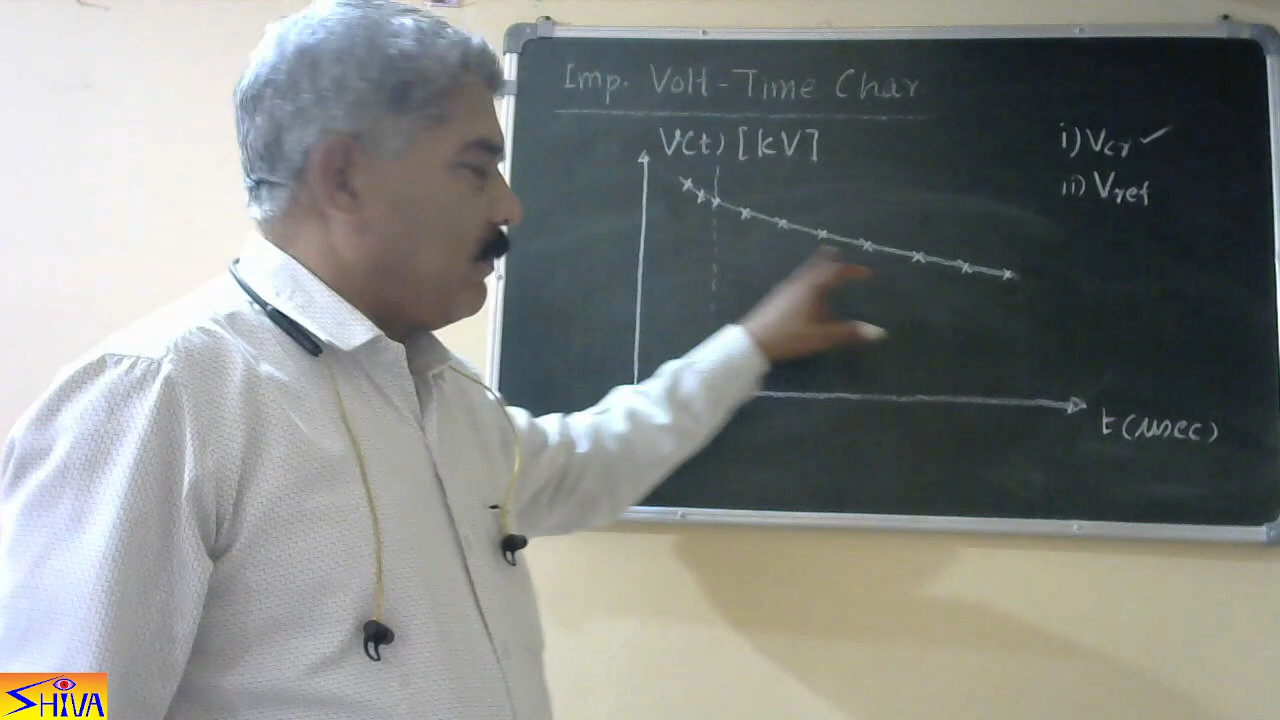 Imp. Volt-Time Char
V(t) [kV]
i) Vcr ✓
ii) Vref
t(μsec)
SHIVA